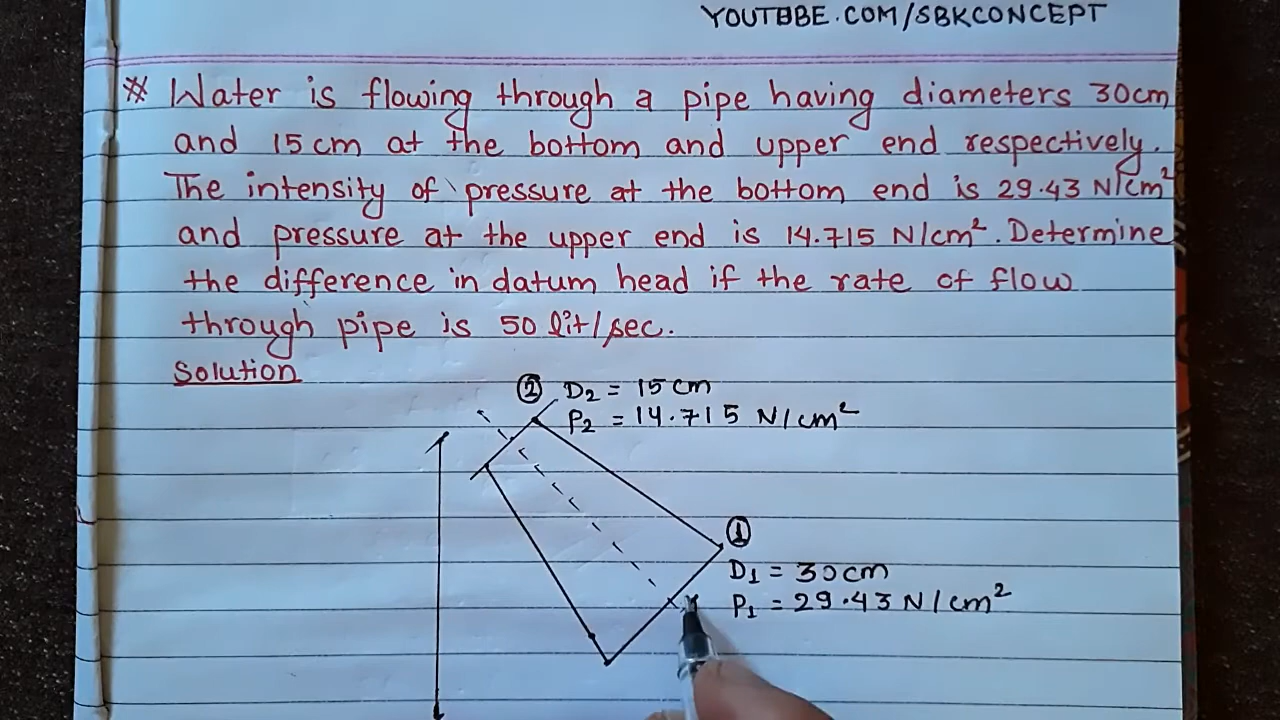 YOUTUBE.COM/SBKCONCEPT
* Water is flowing through a pipe having diameters 30cm
and 15 cm at the bottom and upper end respectively.
The intensity of pressure at the bottom end is 29.43 N/cm²
and pressure at the upper end is 14.715 N/cm². Determine
the difference in datum head if the rate of flow
through pipe is 50 lit/sec.
Solution
② D₂ = 15cm
P₂ = 14.715 N/cm²
①
D₁ = 30cm
P₁ = 29.43 N/cm²